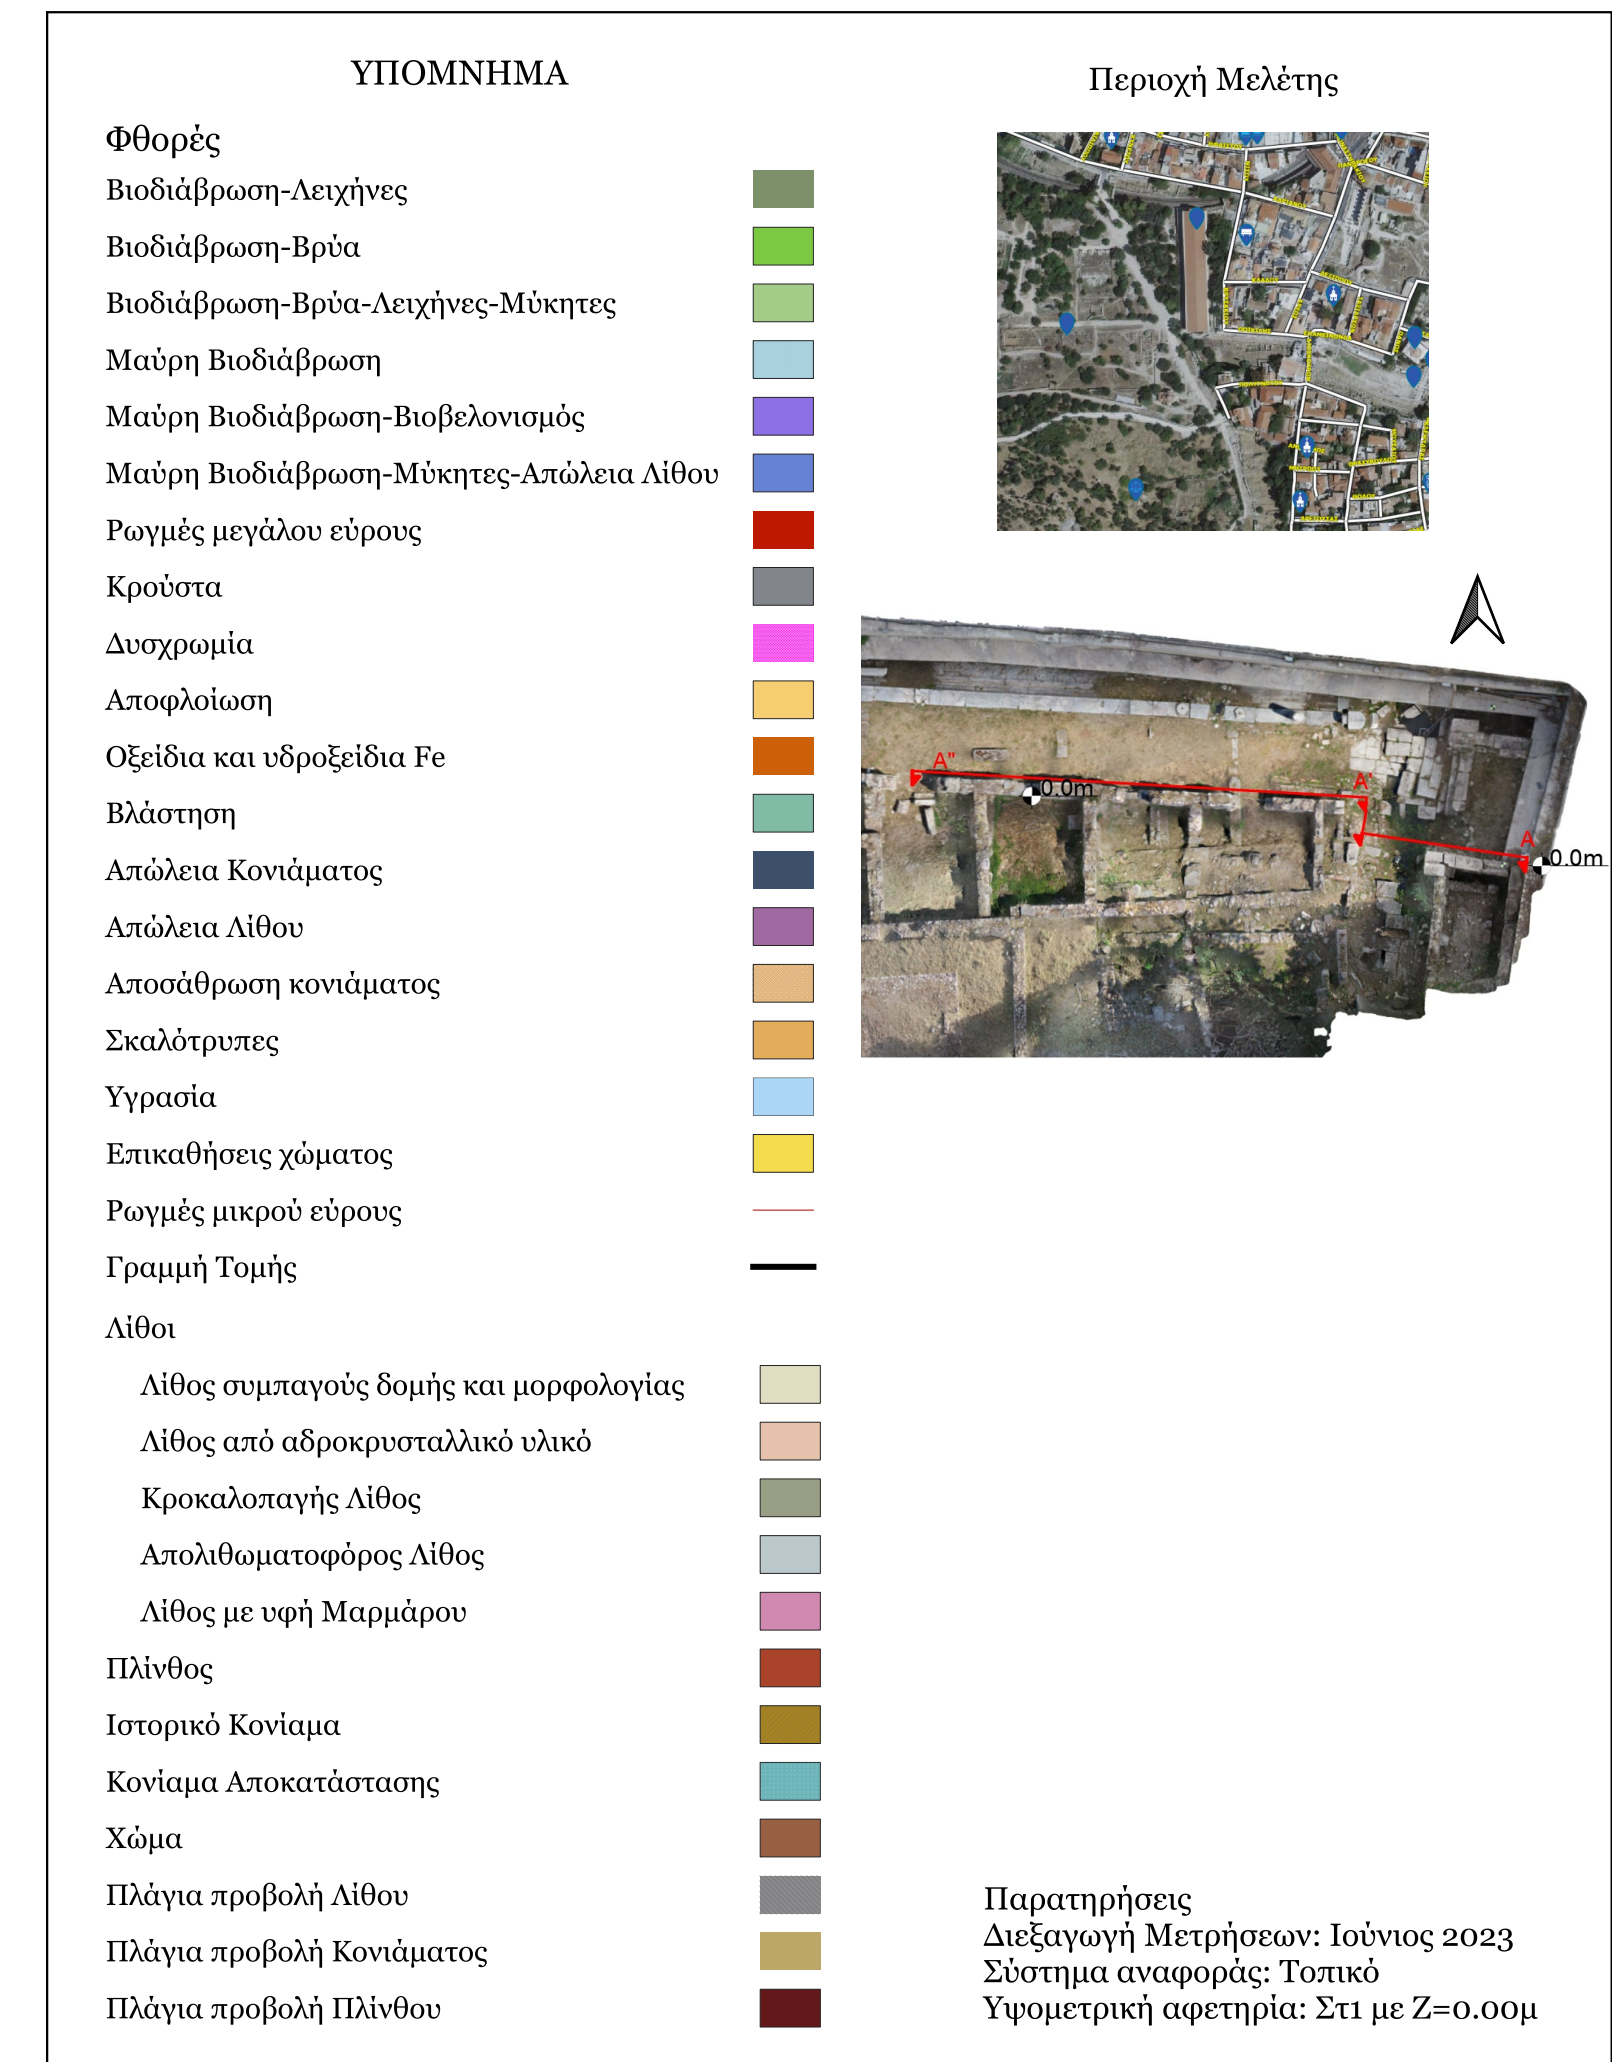 ΥΠΟΜΝΗΜΑ
Φθορές
Βιοδιάβρωση-Λειχήνες
Βιοδιάβρωση-Βρύα
Βιοδιάβρωση-Βρύα-Λειχήνες-Μύκητες
Μαύρη Βιοδιάβρωση
Μαύρη Βιοδιάβρωση-Βιοβελονισμός
Μαύρη Βιοδιάβρωση-Μύκητες-Απώλεια Λίθου
Ρωγμές μεγάλου εύρους
Κρούστα
Δυσχρωμία
Αποφλοίωση
Οξείδια και υδροξείδια Fe
Βλάστηση
Απώλεια Κονιάματος
Απώλεια Λίθου
Αποσάθρωση κονιάματος
Σκαλότρυπες
Υγρασία
Επικαθήσεις χώματος
Ρωγμές μικρού εύρους
Γραμμή Τομής
Λίθοι
Λίθος συμπαγούς δομής και μορφολογίας
Λίθος από αδροκρυσταλλικό υλικό
Κροκαλοπαγής Λίθος
Απολιθωματοφόρος Λίθος
Λίθος με υφή Μαρμάρου
Πλίνθος
Ιστορικό Κονίαμα
Κονίαμα Αποκατάστασης
Χώμα
Πλάγια προβολή Λίθου
Πλάγια προβολή Κονιάματος
Πλάγια προβολή Πλίνθου
Περιοχή Μελέτης
A"
0.0m
A'
A
0.0m
Παρατηρήσεις
Διεξαγωγή Μετρήσεων: Ιούνιος 2023
Σύστημα αναφοράς: Τοπικό
Υψομετρική αφετηρία: Στ1 με Ζ=0.00μ